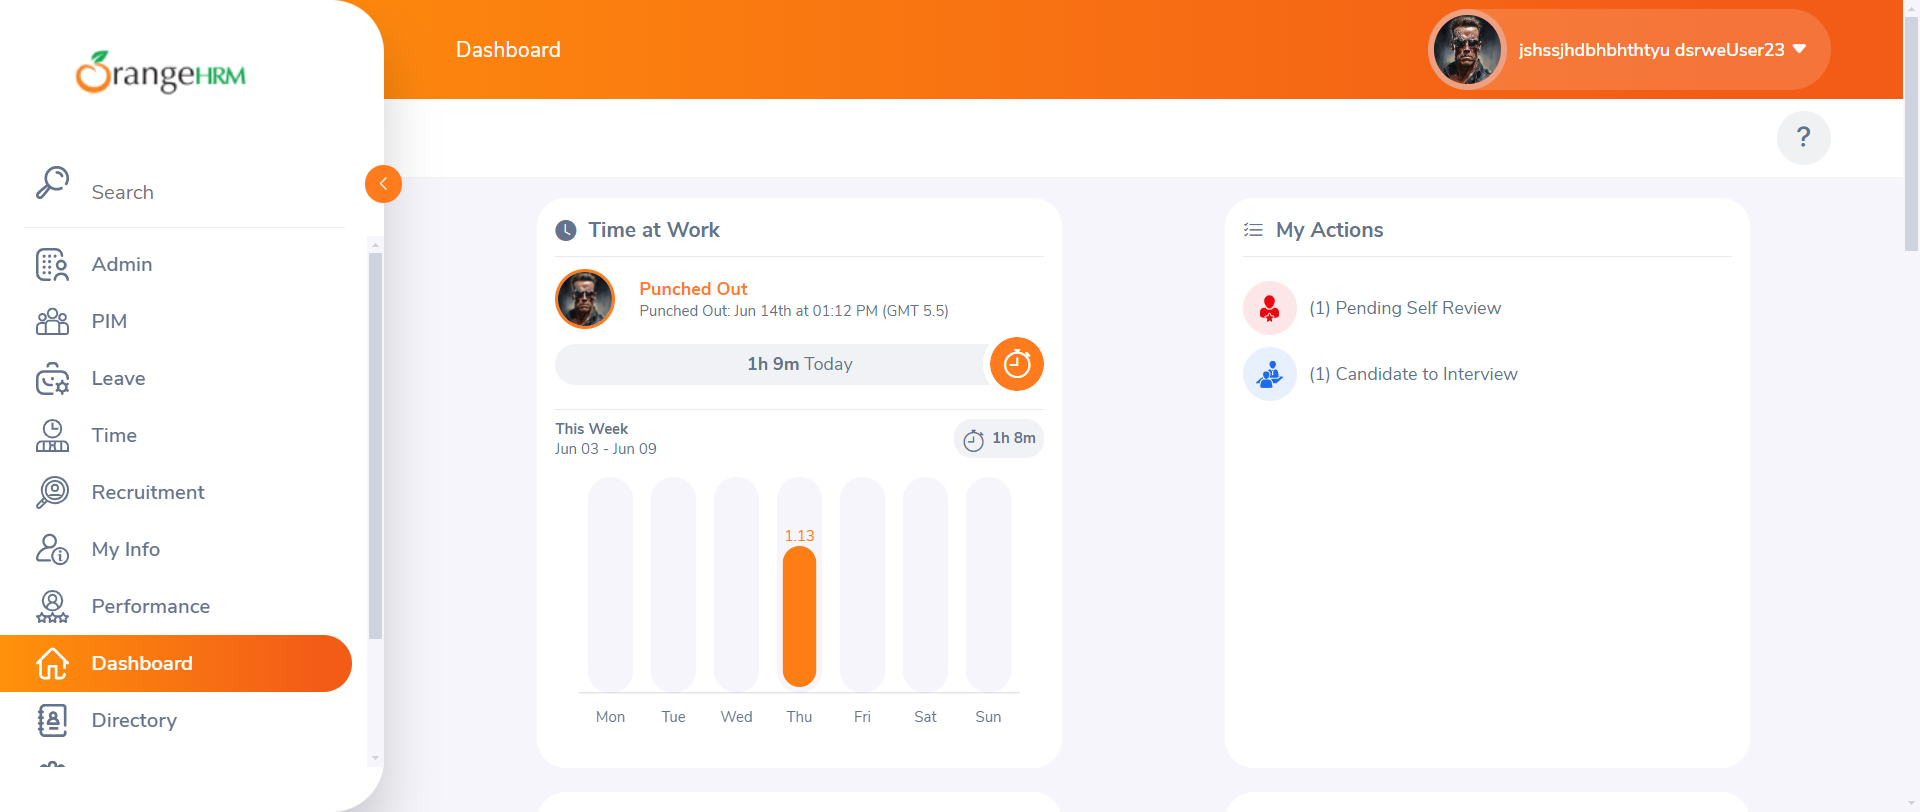 OrangeHRM
Search
Admin
PIM
Leave
Time
Recruitment
My Info
Performance
Dashboard
Directory
Dashboard
jshssjhdbhbhthtyu dsrweUser23
?
Time at Work
Punched Out
Punched Out: Jun 14th at 01:12 PM (GMT 5.5)
1h 9m Today
This Week
Jun 03 - Jun 09
1h 8m
1.13
Mon Tue Wed Thu Fri Sat Sun
My Actions
(1) Pending Self Review
(1) Candidate to Interview